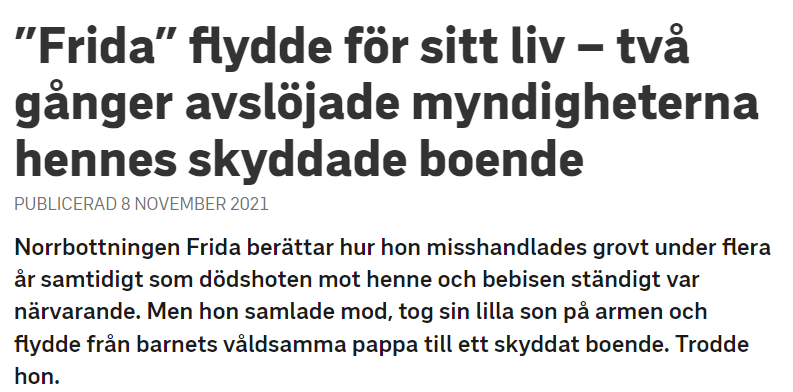 ”Frida” flydde för sitt liv – två
gånger avslöjade myndigheterna
hennes skyddade boende
PUBLICERAD 8 NOVEMBER 2021
Norrbottningen Frida berättar hur hon misshandlades grovt under flera
år samtidigt som dödshoten mot henne och bebisen ständigt var
närvarande. Men hon samlade mod, tog sin lilla son på armen och
flydde från barnets våldsamma pappa till ett skyddat boende. Trodde
hon.